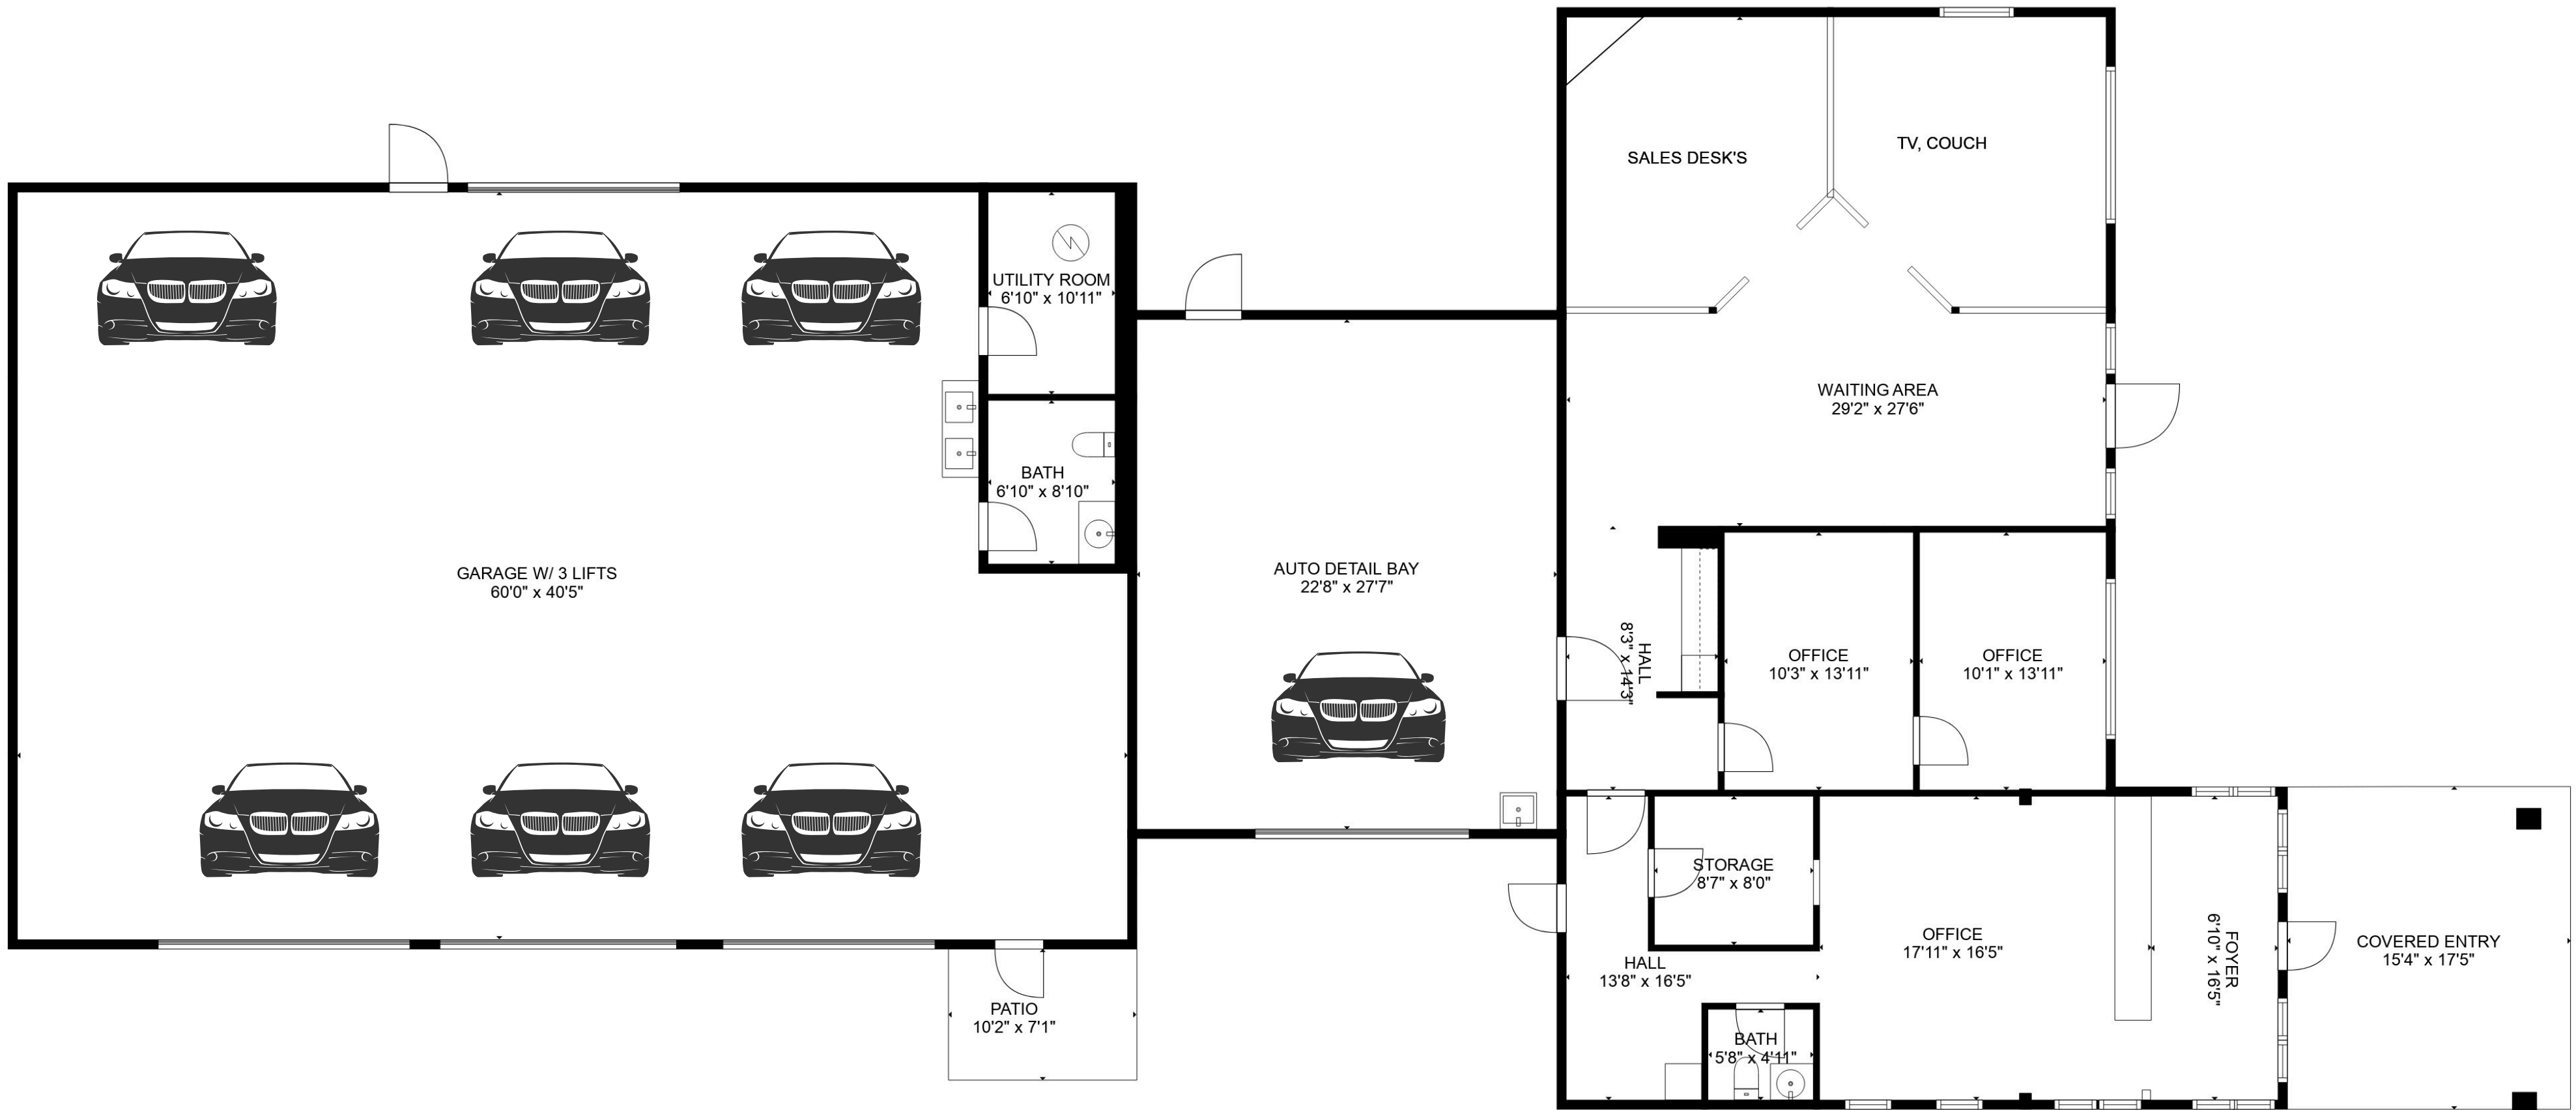 SALES DESK'S
TV, COUCH
UTILITY ROOM
6'10" x 10'11"
WAITING AREA
29'2" x 27'6"
BATH
6'10" x 8'10"
GARAGE W/ 3 LIFTS
60'0" x 40'5"
AUTO DETAIL BAY
22'8" x 27'7"
HALL
8'3" x 14'3"
OFFICE
10'3" x 13'11"
OFFICE
10'1" x 13'11"
STORAGE
8'7" x 8'0"
HALL
13'8" x 16'5"
OFFICE
17'11" x 16'5"
FOYER
6'10" x 16'5"
COVERED ENTRY
15'4" x 17'5"
PATIO
10'2" x 7'1"
BATH
5'8" x 4'11"